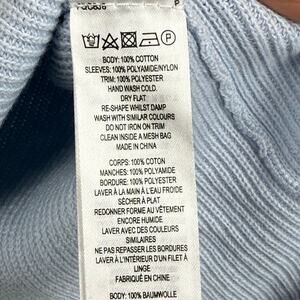 P
BODY: 100% COTTON
SLEEVES: 100% POLYAMIDE/NYLON
TRIM: 100% POLYESTER
HAND WASH COLD.
DRY FLAT
RE-SHAPE WHILST DAMP
WASH WITH SIMILAR COLOURS
DO NOT IRON ON TRIM
CLEAN INSIDE A MESH BAG
MADE IN CHINA
CORPS: 100% COTON
MANCHES: 100% POLYAMIDE
BORDURE: 100% POLYESTER
LAVER À LA MAIN À L'EAU FROIDE
SÉCHER À PLAT
REDONNER FORME AU VÊTEMENT
ENCORE HUMIDE.
LAVER AVEC DES COULEURS
SIMILAIRES
NE PAS REPASSER LES BORDURES
LAVER À L'INTÉRIEUR D'UN FILET À
LINGE
FABRIQUÉ EN CHINE
BODY: 100% BAUMWOLLE